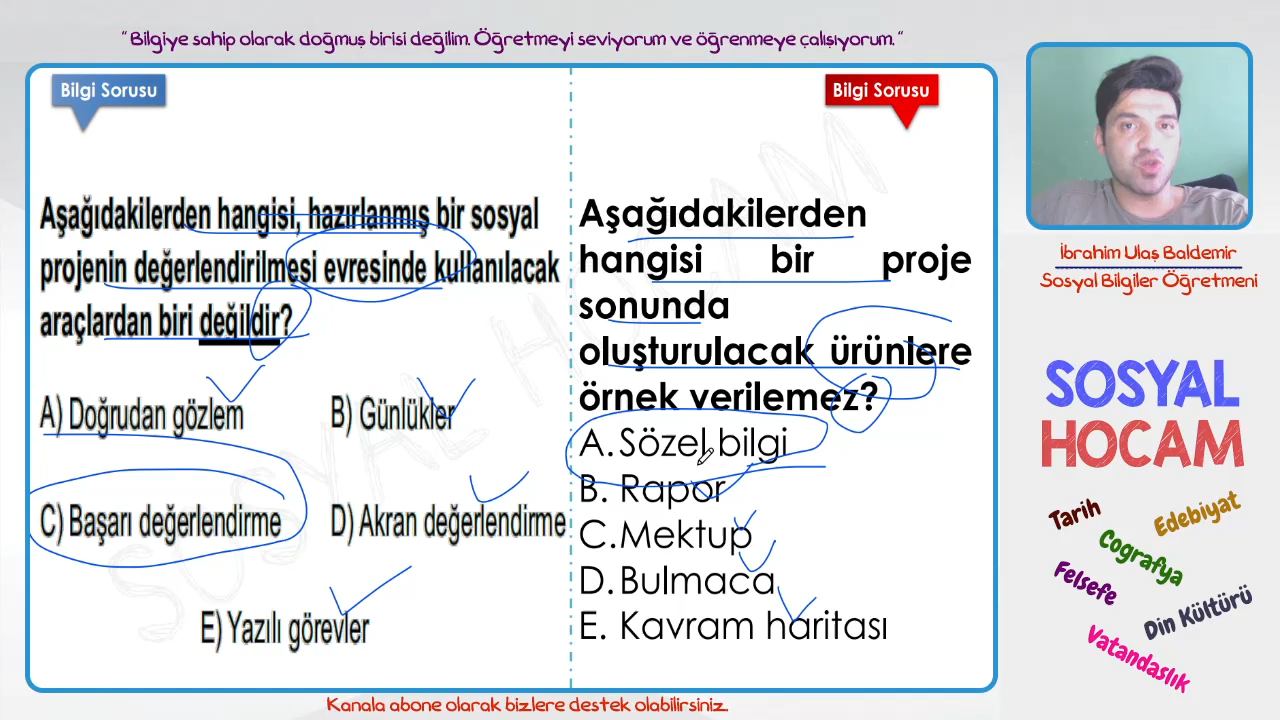 “Bilgiye sahip olarak doğmuş birisi değilim. Öğretmeyi seviyorum ve öğrenmeye çalışıyorum.“
Bilgi Sorusu
Aşağıdakilerden hangisi, hazırlanmış bir sosyal
projenin değerlendirilmesi evresinde kullanılacak
araçlardan biri değildir?
A) Doğrudan gözlem
B) Günlükler
C) Başarı değerlendirme
D) Akran değerlendirme
E) Yazılı görevler
Bilgi Sorusu
Aşağıdakilerden
hangisi bir proje
sonunda
oluşturulacak ürünlere
örnek verilemez?
A. Sözel bilgi
B. Rapor
C. Mektup
D. Bulmaca
E. Kavram haritası
SOSYAL HOCAM
İbrahim Ulaş Baldemir
Sosyal Bilgiler Öğretmeni
SOSYAL
HOCAM
Tarih
Edebiyat
Coğrafya
Felsefe
Din Kültürü
Vatandaslık
Kanala abone olarak bizlere destek olabilirsiniz.